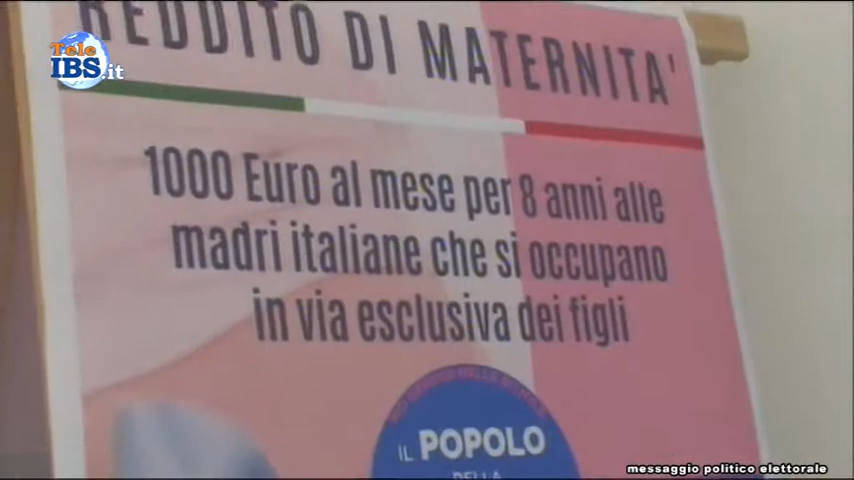 REDDITO DI MATERNITA'
Tele
IBS.it
1000 Euro al mese per 8 anni alle
madri italiane che si occupano
in via esclusiva dei figli
IL POPOLO
DELLA
messaggio politico elettorale